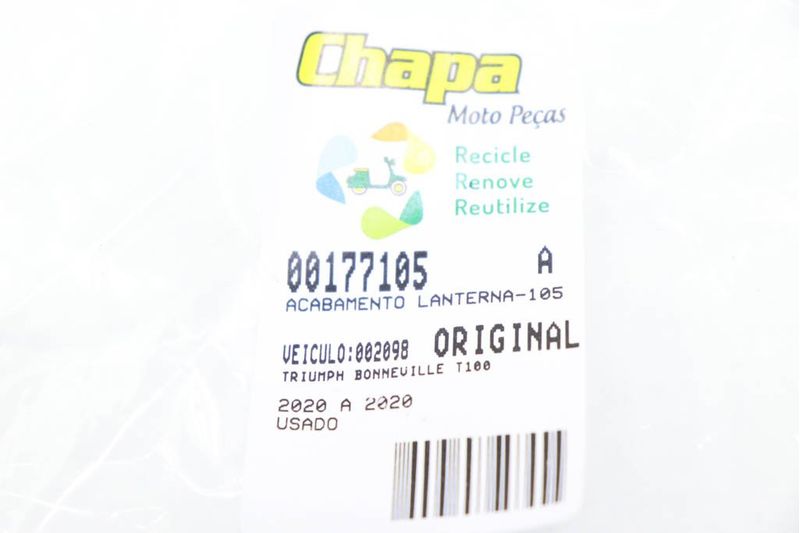 Chapa
Moto Peças
Recicle
Renove
Reutilize
00177105 A
ACABAMENTO LANTERNA-105
VEICULO:002098 ORIGINAL
TRIUMPH BONNEVILLE T100
2020 A 2020
USADO